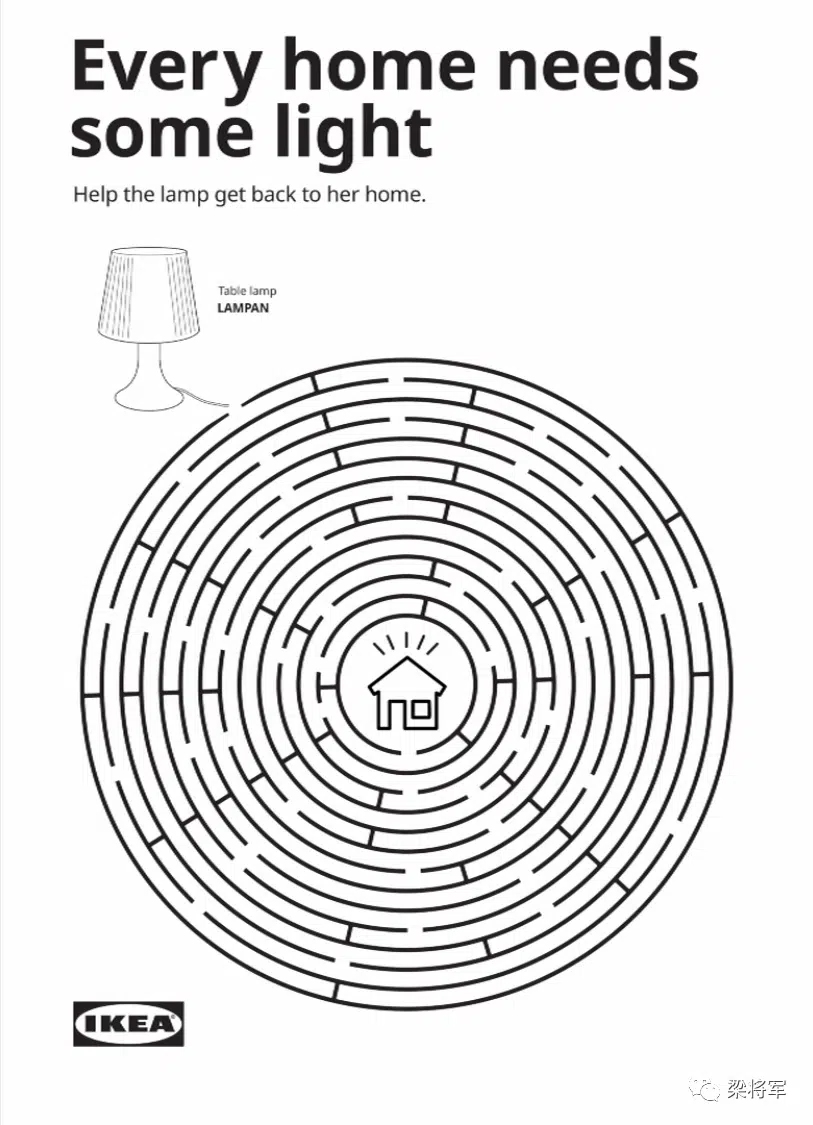 Every home needs
some light
Help the lamp get back to her home.
Table lamp
LAMPAN
IKEA
梁将军